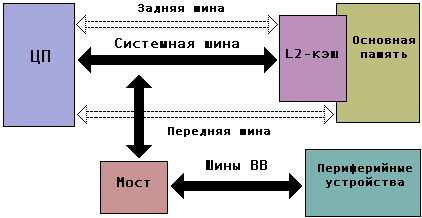 Задняя шина
Системная шина
ЦП
L2-кэш
Основная
память
Передняя шина
Мост
Шины ВВ
Периферийные
устройства